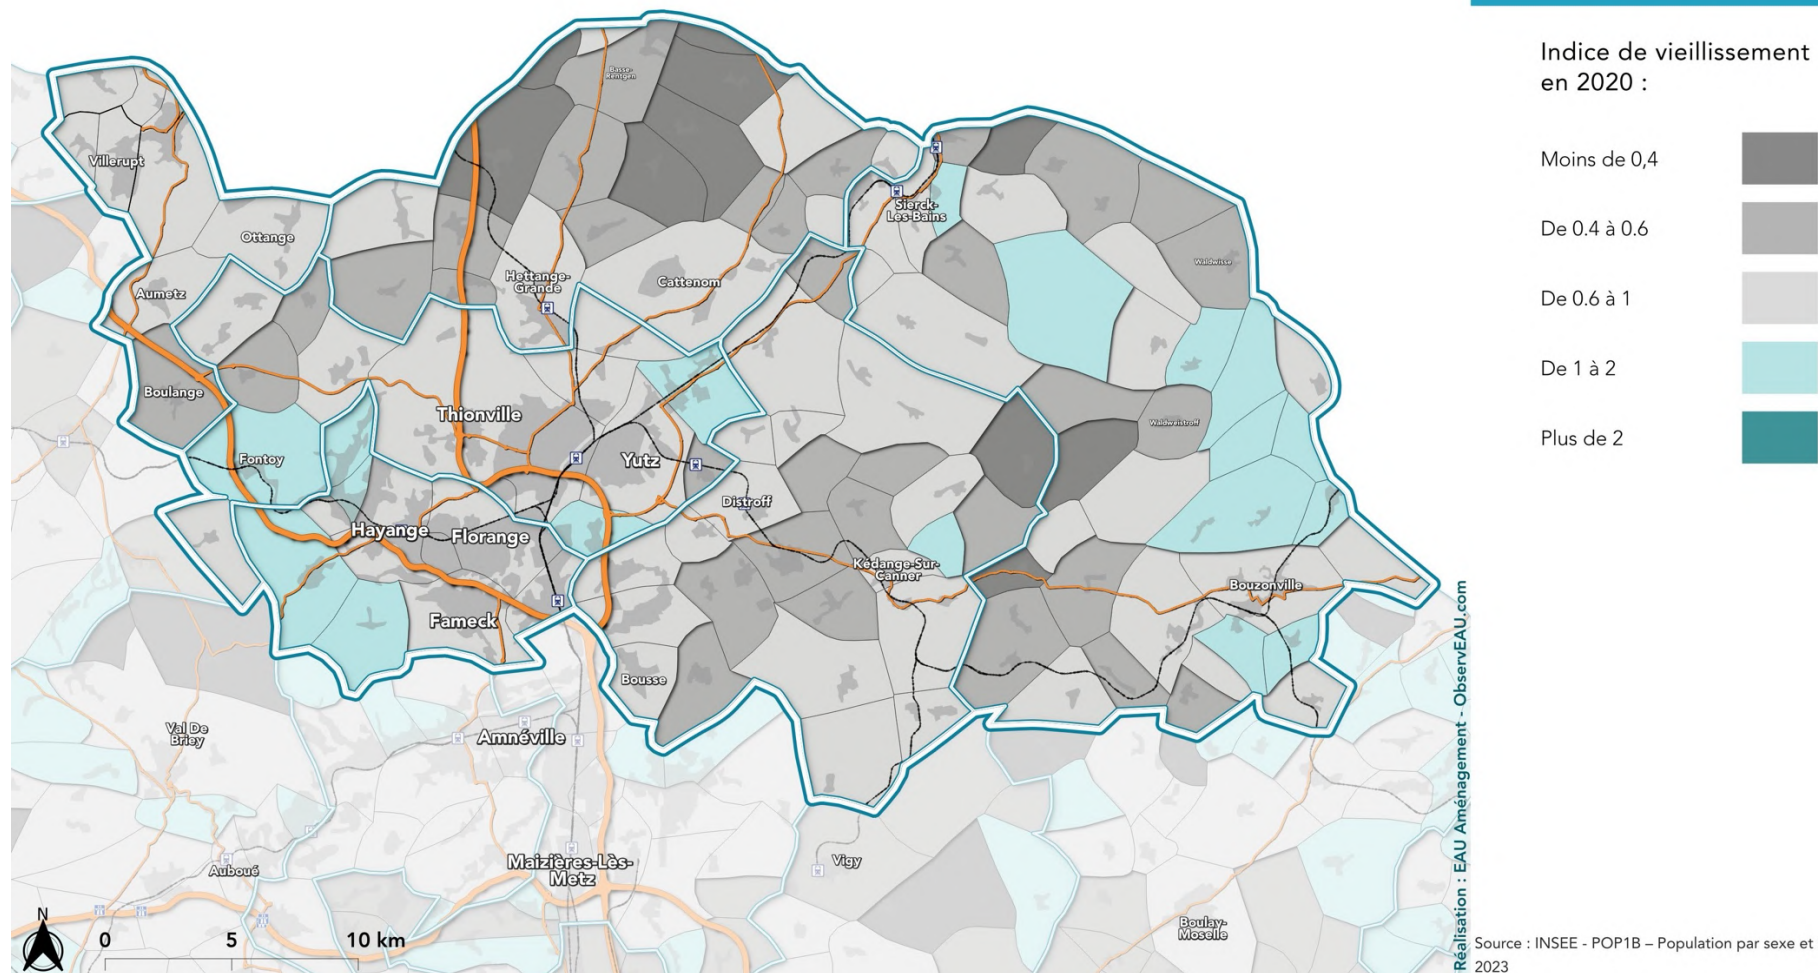 Indice de vieillissement
en 2020 :
Moins de 0,4
De 0.4 à 0.6
De 0.6 à 1
De 1 à 2
Plus de 2
Basse-
Rentgen
Villerupt
Sierck-
Les-Bains
Ottange
Waldwisse
Hettange-
Grande
Cattenom
Aumetz
Boulange
Thionville
Waldweistroff
Fontoy
Yutz
Distroff
Hayange
Florange
Kédange-Sur-
Canner
Bouzonville
Fameck
Bousse
Val De
Briey
Amnéville
Maizières-Lès-
Metz
Vigy
Auboué
Boulay-
Moselle
N
0 5 10 km
Réalisation : EAU Aménagement - ObservEAU.com
Source : INSEE - POP1B – Population par sexe et
2023